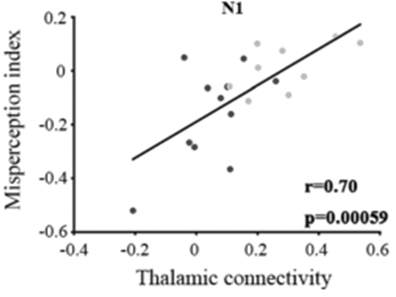 N1
Misperception index
0.2
0
-0.2
-0.4
-0.6
r=0.70
p=0.00059
-0.4
-0.2
0
0.2
0.4
0.6
Thalamic connectivity